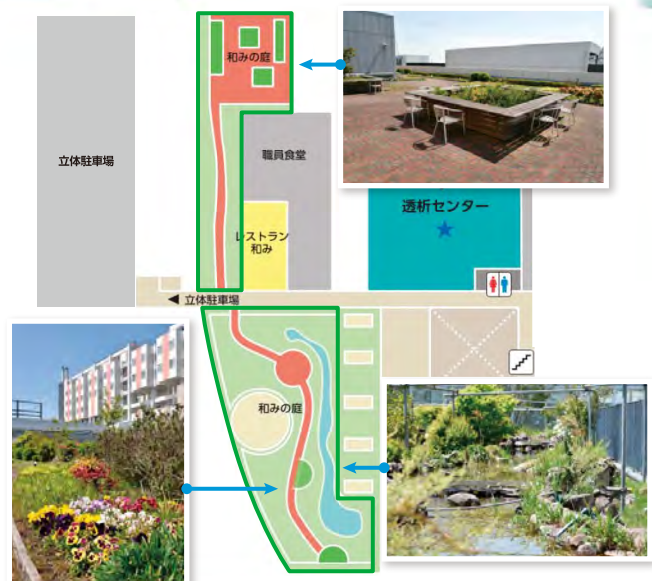 和みの庭
職員食堂
立体駐車場
透析センター
レストラン
和み
◀ 立体駐車場
和みの庭